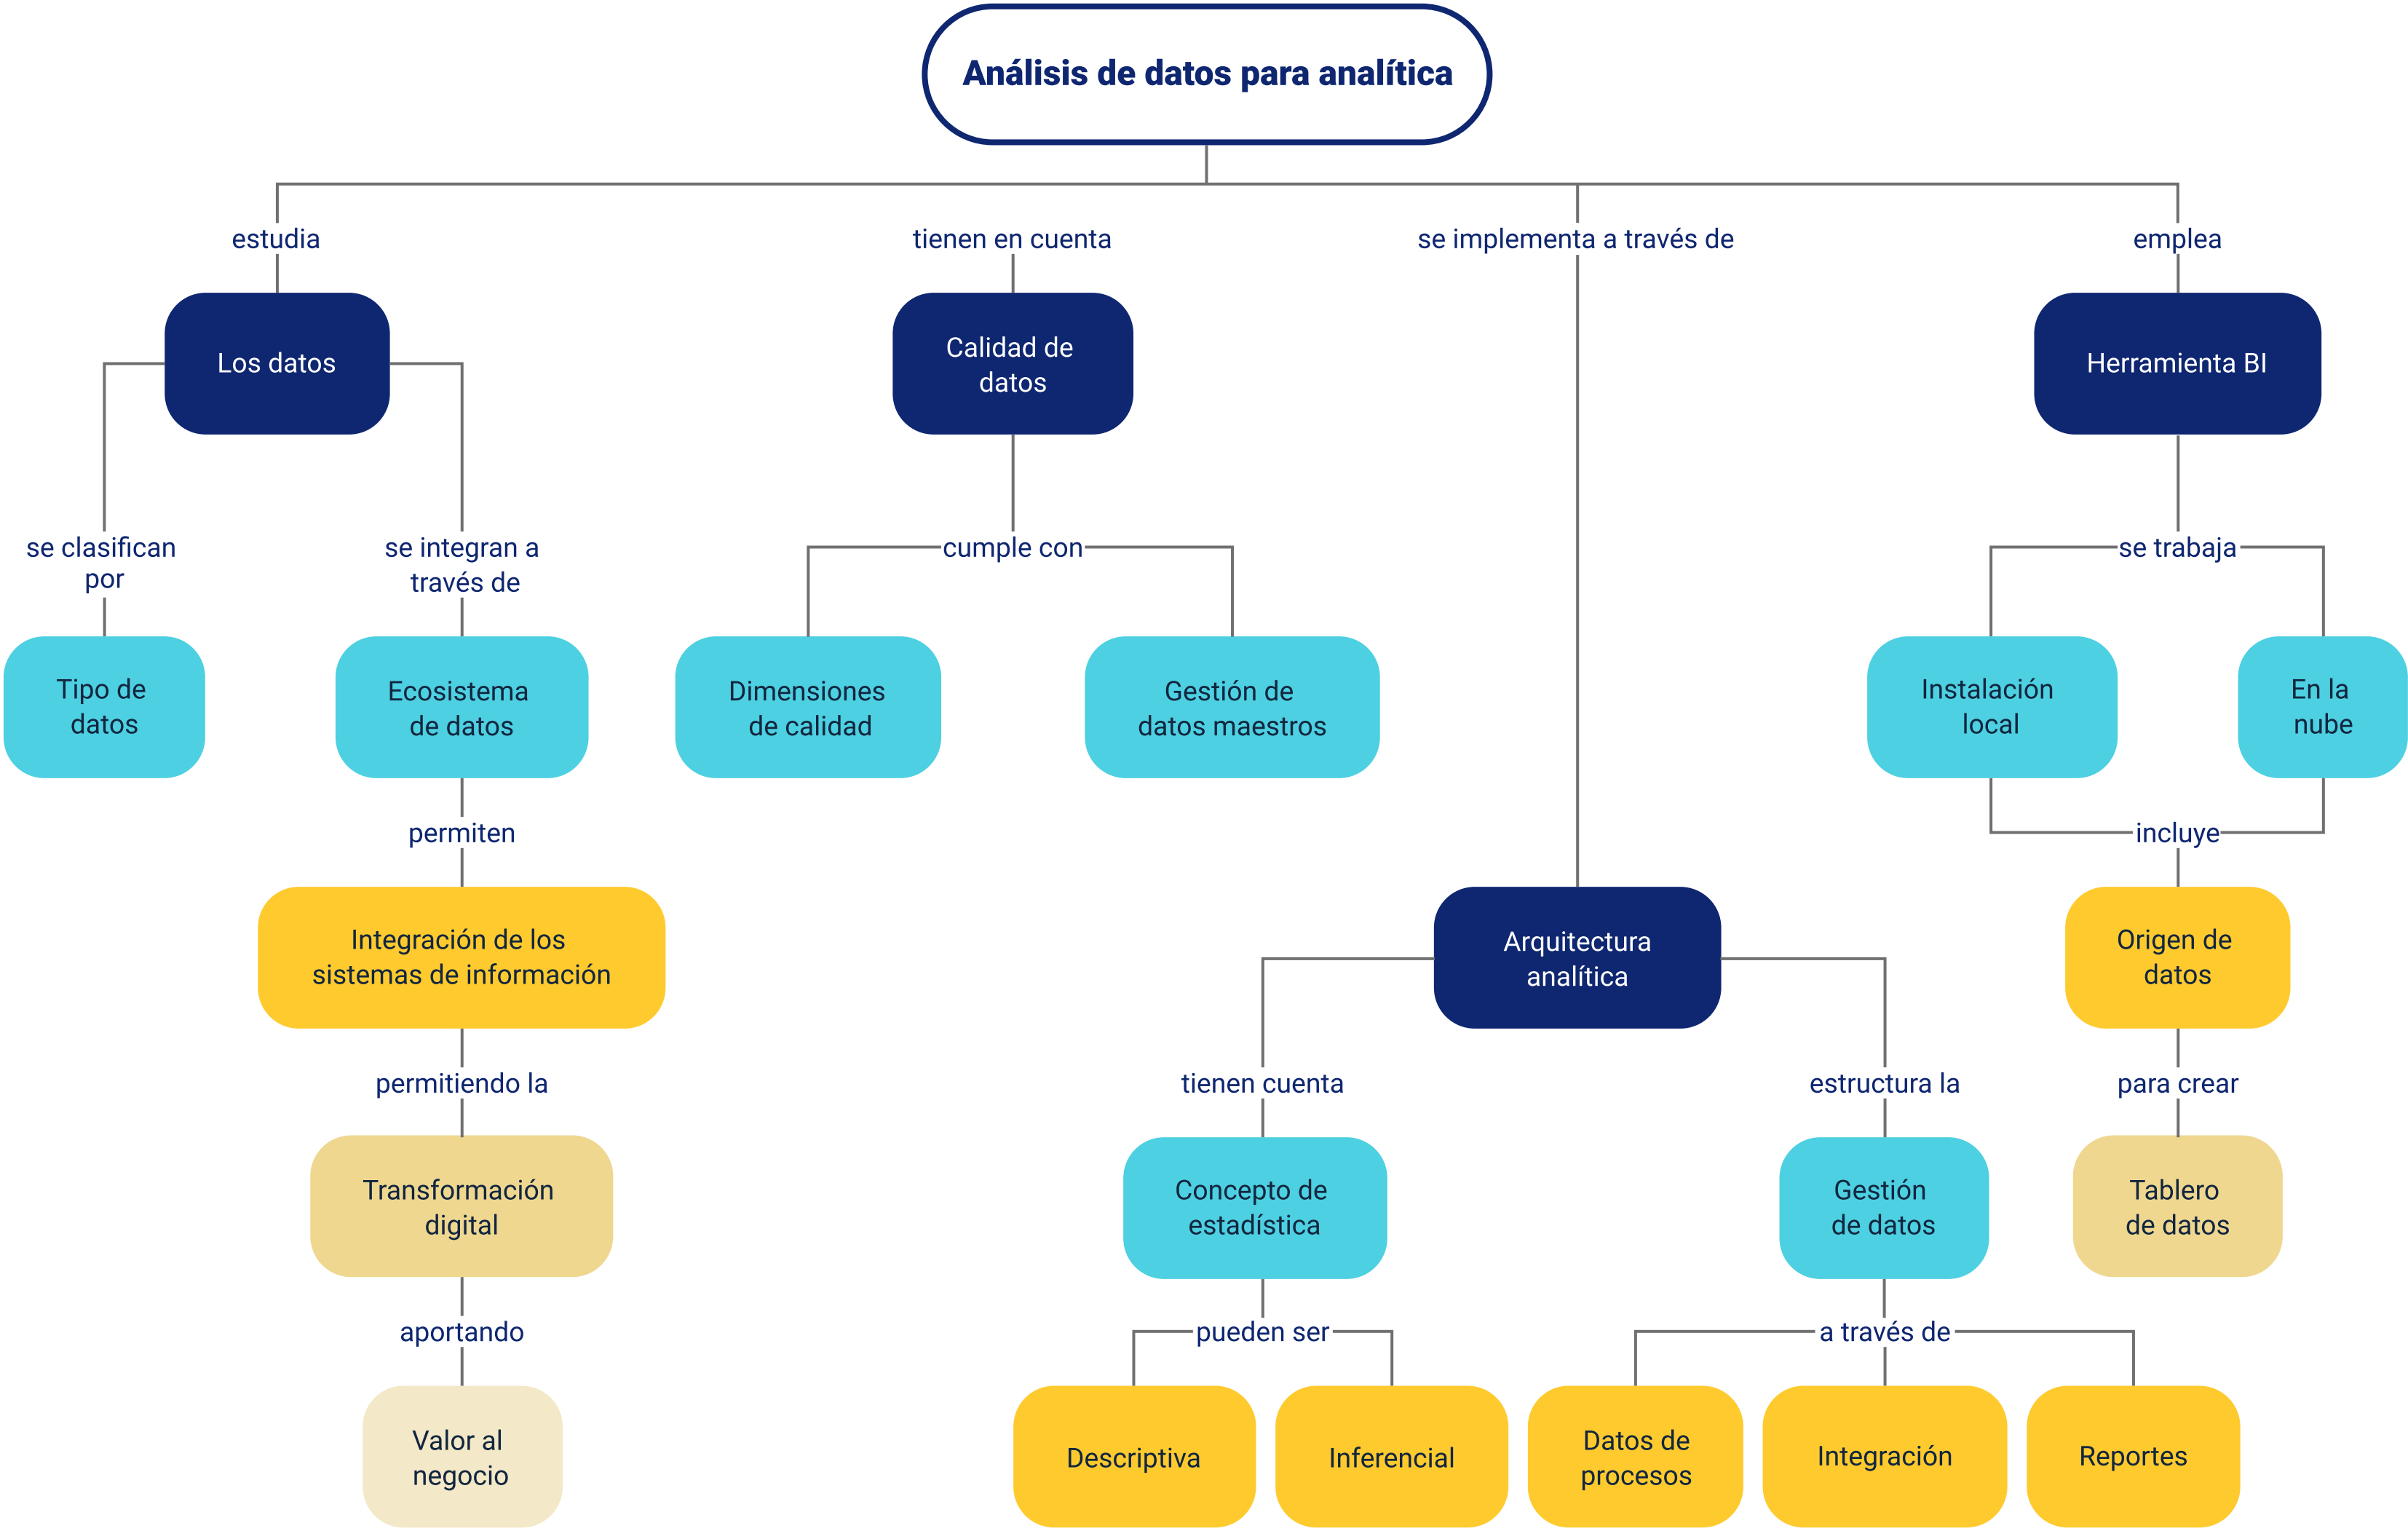 Análisis de datos para analítica
estudia
tienen en cuenta
se implementa a través de
emplea
Los datos
Calidad de
datos
Herramienta BI
se clasifican
por
se integran a
través de
cumple con
se trabaja
Tipo de
datos
Ecosistema
de datos
Dimensiones
de calidad
Gestión de
datos maestros
Instalación
local
En la
nube
permiten
incluye
Integración de los
sistemas de información
Arquitectura
analítica
Origen de
datos
permitiendo la
tienen cuenta
estructura la
para crear
Transformación
digital
Concepto de
estadística
Gestión
de datos
Tablero
de datos
aportando
pueden ser
a través de
Valor al
negocio
Descriptiva
Inferencial
Datos de
procesos
Integración
Reportes